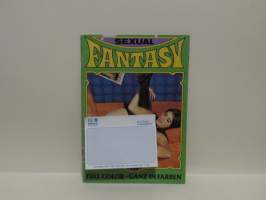 SEXUAL
FANTASY
FULL COLOR - GANZ IN FARBEN